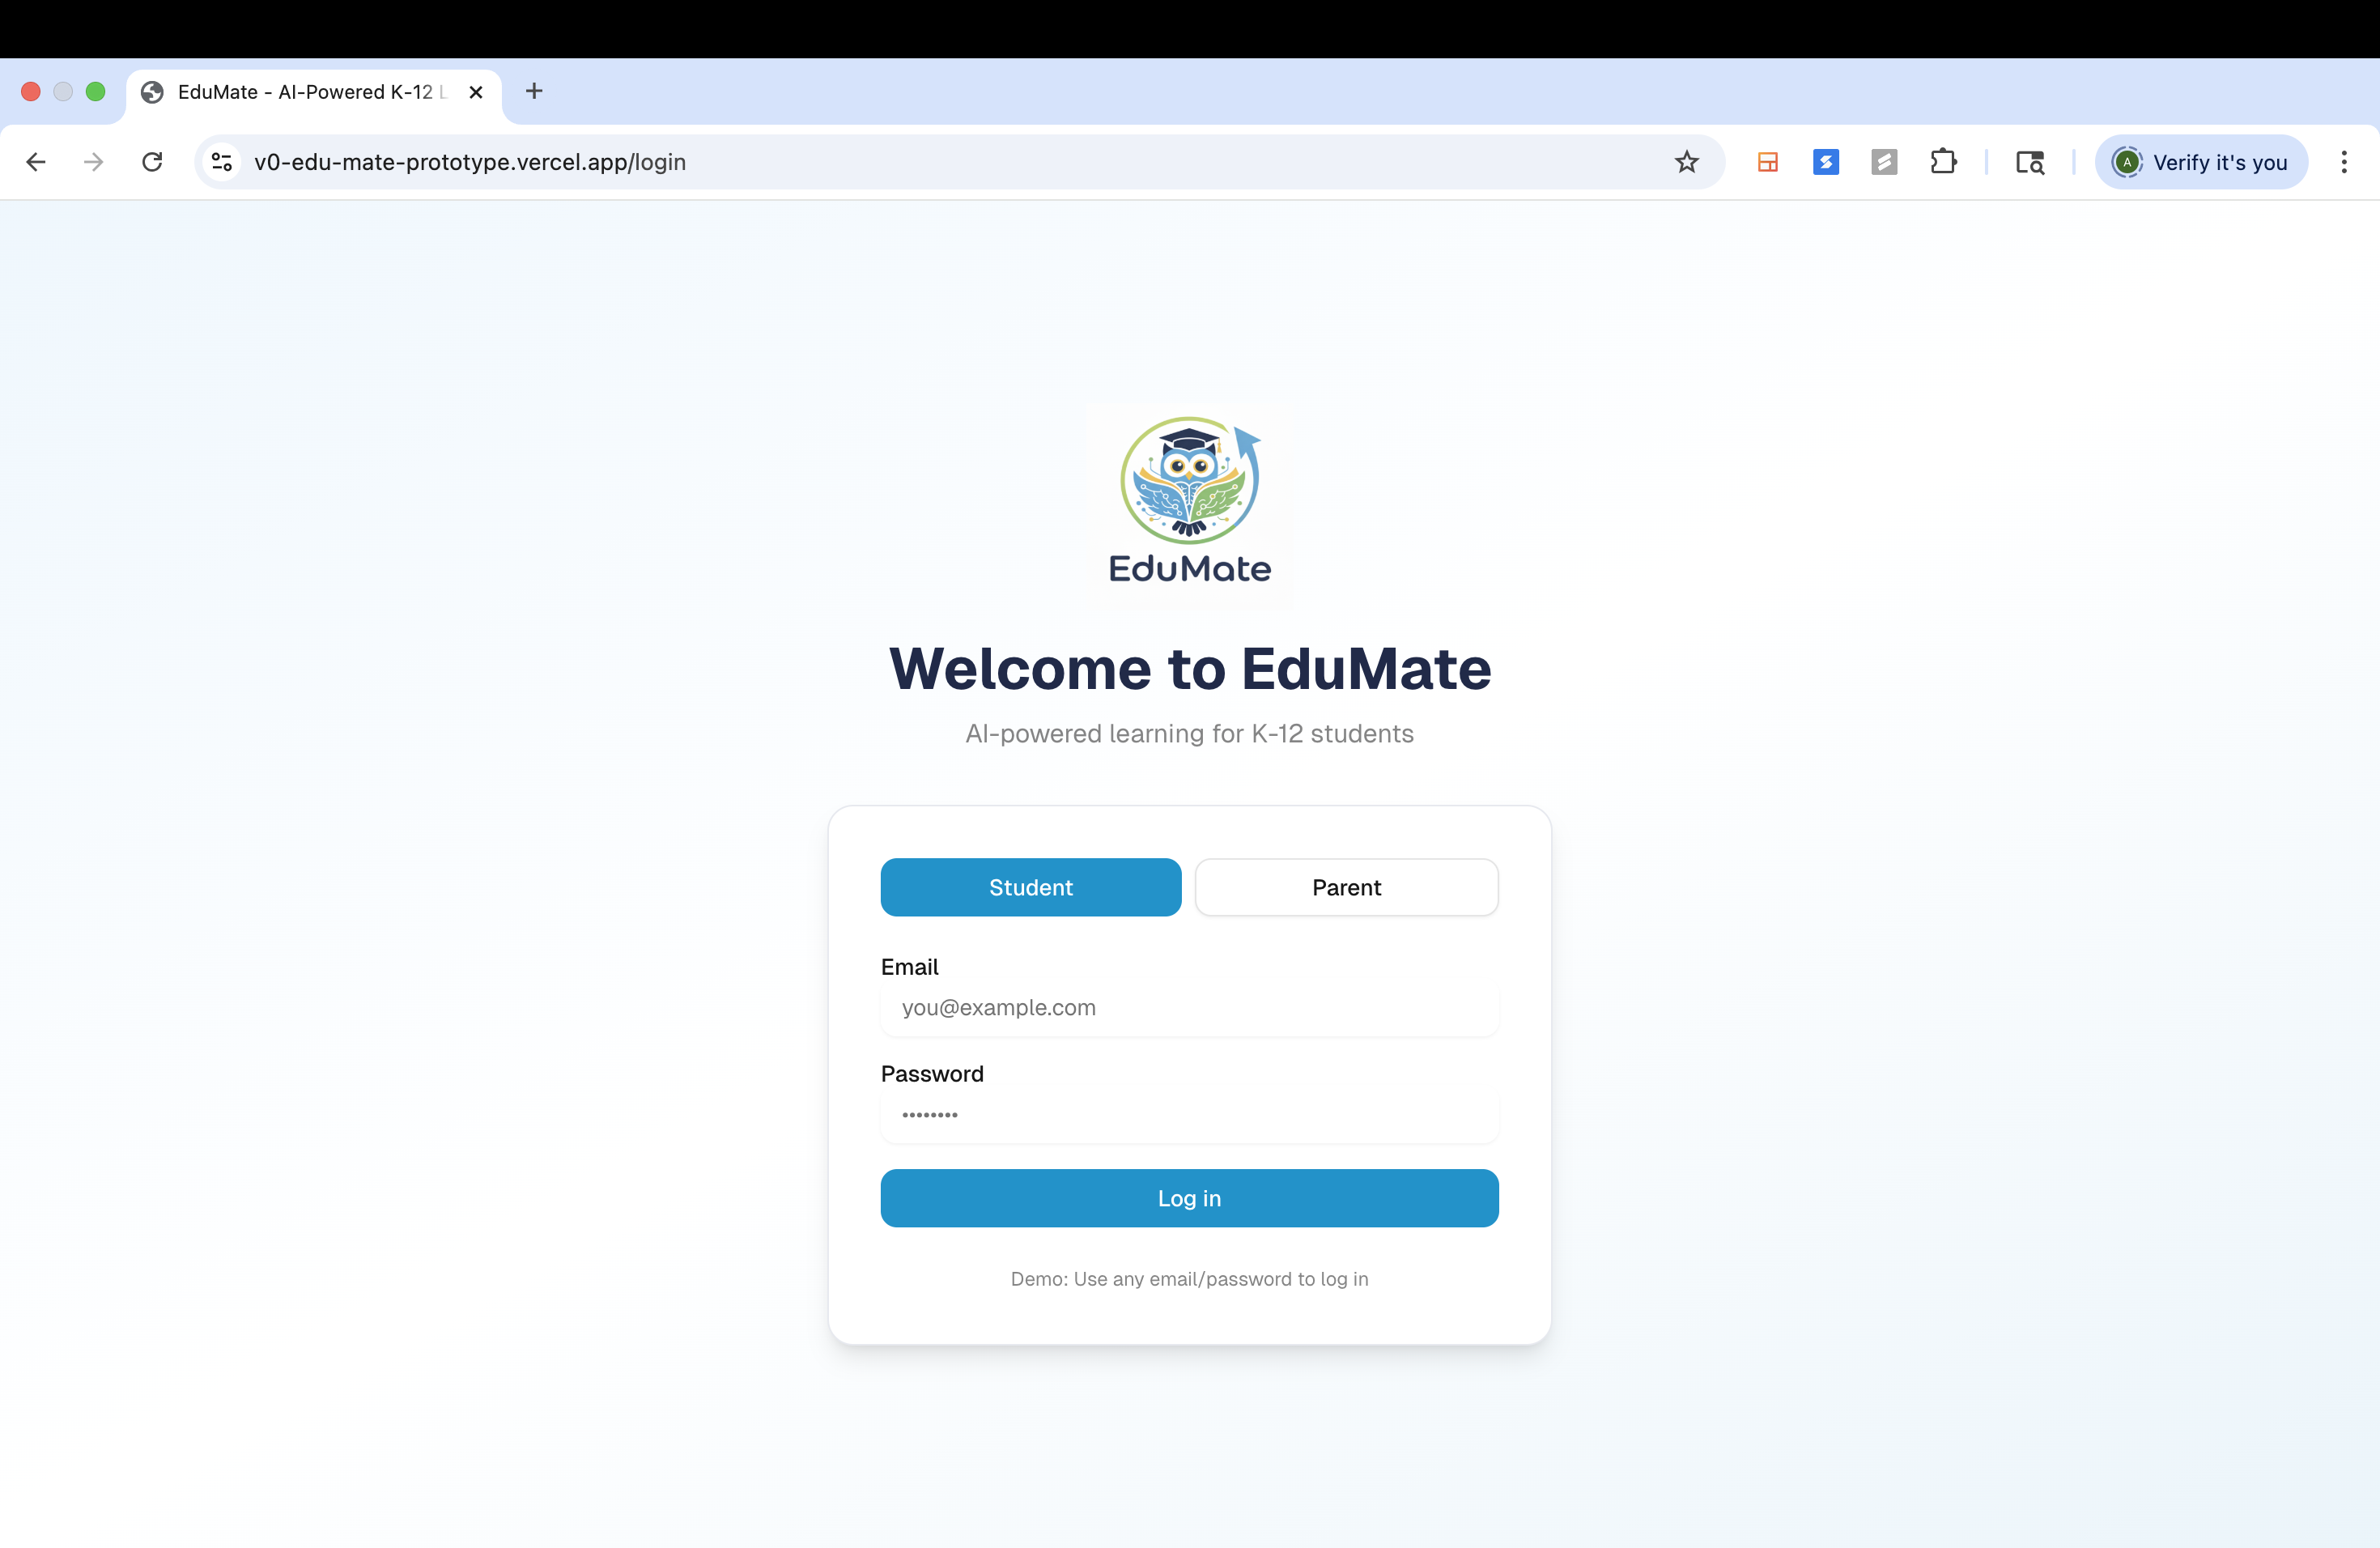 EduMate - AI-Powered K-12 L
v0-edu-mate-prototype.vercel.app/login
A
Verify it's you
EduMate
Welcome to EduMate
AI-powered learning for K-12 students
Student
Parent
Email
you@example.com
Password
••••••••
Log in
Demo: Use any email/password to log in